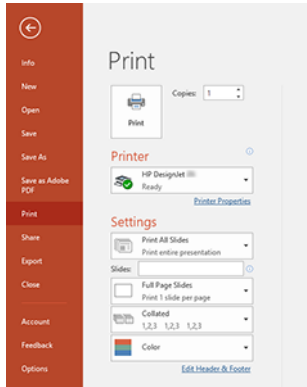 Info
New
Open
Save
Save As
Save as Adobe
PDF
Print
Share
Export
Close
Account
Feedback
Options
Print
Copies: 1
Print
Printer
HP DesignJet
Ready
Printer Properties
Settings
Print All Slides
Print entire presentation
Slides:
Full Page Slides
Print 1 slide per page
Collated
1,2,3 1,2,3 1,2,3
Color
Edit Header & Footer